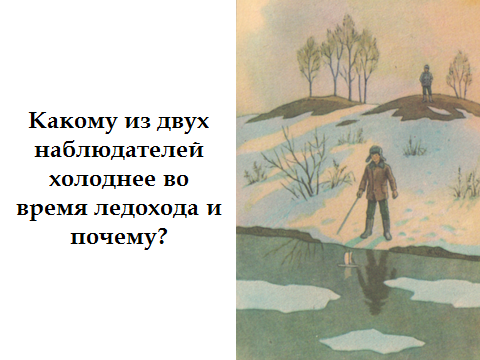 Какому из двух
наблюдателей
холоднее во
время ледохода и
почему?